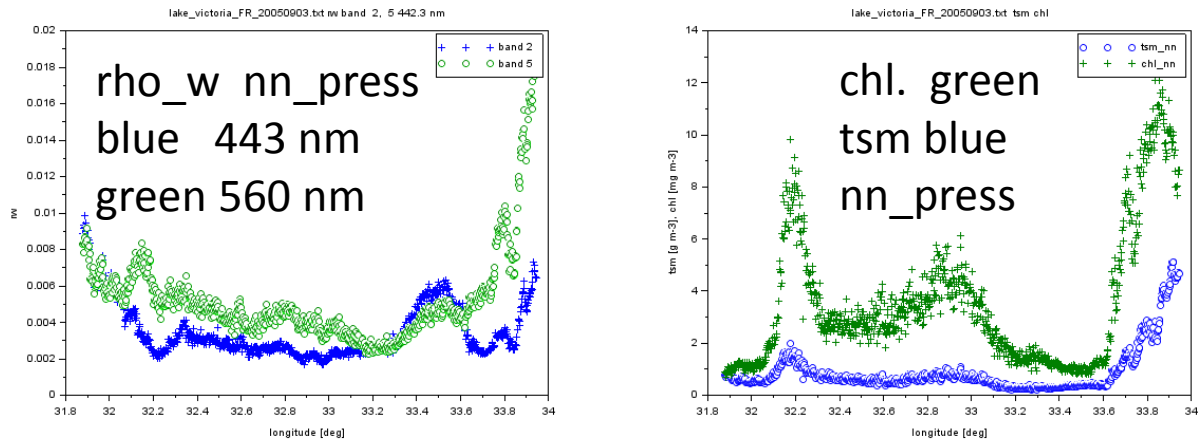 lake_victoria_FR_20050903.txt rw band 2, 5 442.3 nm
0.02
0.018
0.016
0.014
0.012
0.01
0.008
0.006
0.004
0.002
0
rw
band 2
band 5
rho_w nn_press
blue 443 nm
green 560 nm
31.8 32 32.2 32.4 32.6 32.8 33 33.2 33.4 33.6 33.8 34
longitude [deg]
lake_victoria_FR_20050903.txt tsm chl
14
12
10
8
6
4
2
0
tsm [g m-3], chl [mg m-3]
tsm_nn
chl_nn
chl. green
tsm blue
nn_press
31.8 32 32.2 32.4 32.6 32.8 33 33.2 33.4 33.6 33.8 34
longitude [deg]